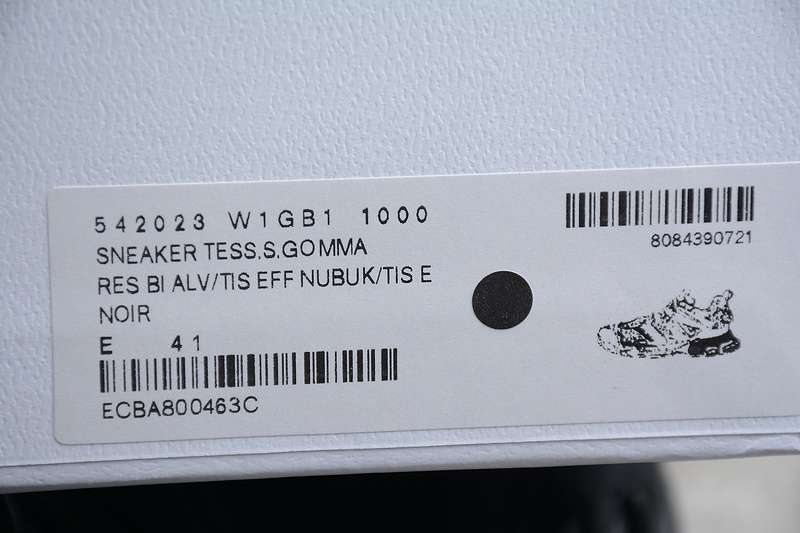 542023 W1GB1 1000
SNEAKER TESS.S.GOMMA
RES BI ALV/TIS EFF NUBUK/TIS E
NOIR
E 41
ECBA800463C
8084390721